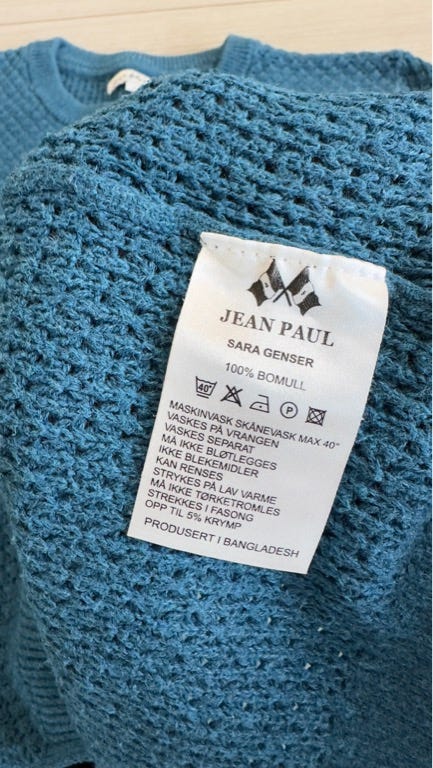 JEAN PAUL
SARA GENSER
100% BOMULL
40°
P
MASKINVASK SKÅNEVASK MAX 40°
VASKES PÅ VRANGEN
VASKES SEPARAT
MÅ IKKE BLØTLEGGES
IKKE BLEKEMIDLER
KAN RENSES
STRYKES PÅ LAV VARME
MÅ IKKE TØRKETROMLES
STREKKES I FASONG
OPP TIL 5% KRYMP
PRODUSERT I BANGLADESH